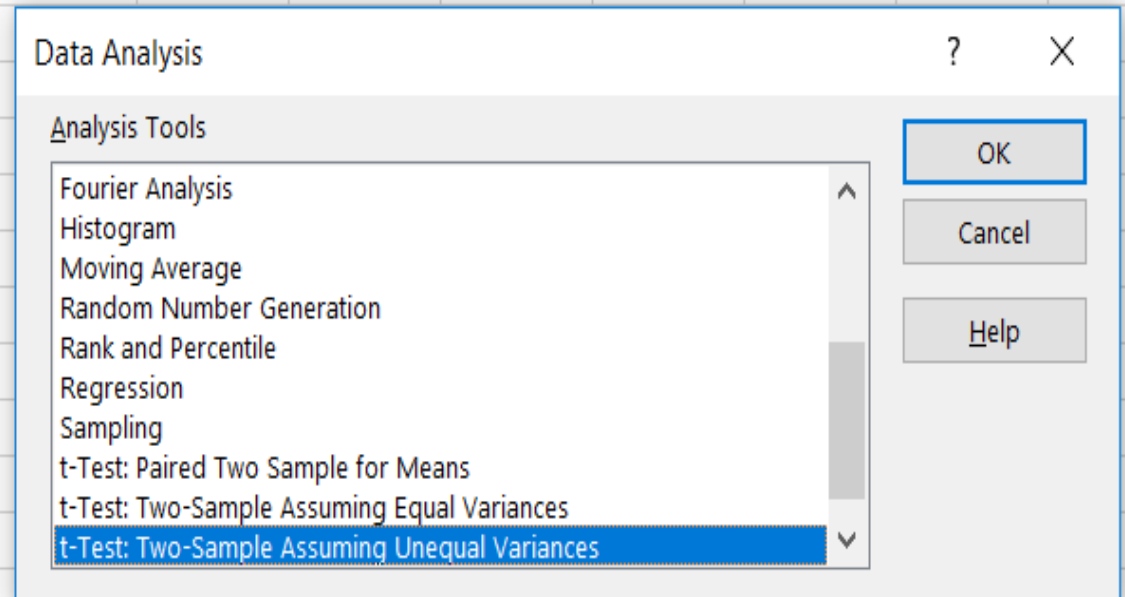 Data Analysis ?
Analysis Tools
OK
Fourier Analysis
Histogram
Cancel
Moving Average
Random Number Generation
Help
Rank and Percentile
Regression
Sampling
t-Test: Paired Two Sample for Means
t-Test: Two-Sample Assuming Equal Variances
t-Test: Two-Sample Assuming Unequal Variances